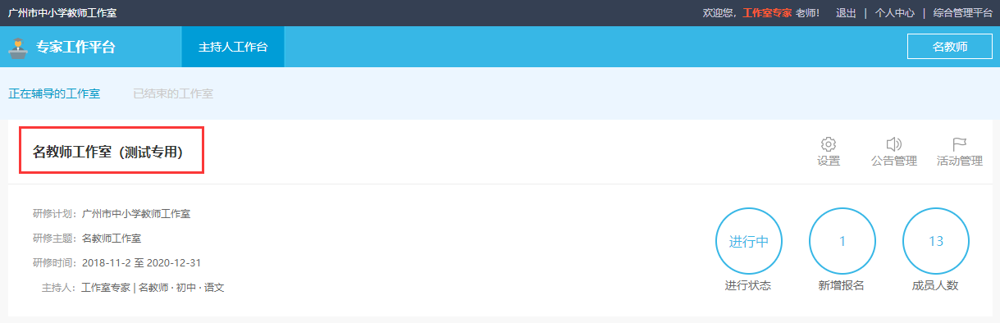 广州市中小学教师工作室 欢迎您，工作室专家 老师！ 退出 | 个人中心 | 综合管理平台
专家工作平台 主持人工作台 名教师
正在辅导的工作室 已结束的工作室
名教师工作室（测试专用）
设置 公告管理 活动管理
研修计划：广州市中小学教师工作室
研修主题：名教师工作室
研修时间：2018-11-2 至 2020-12-31
主持人：工作室专家 | 名教师 · 初中 · 语文
进行中 1 13
进行状态 新增报名 成员人数